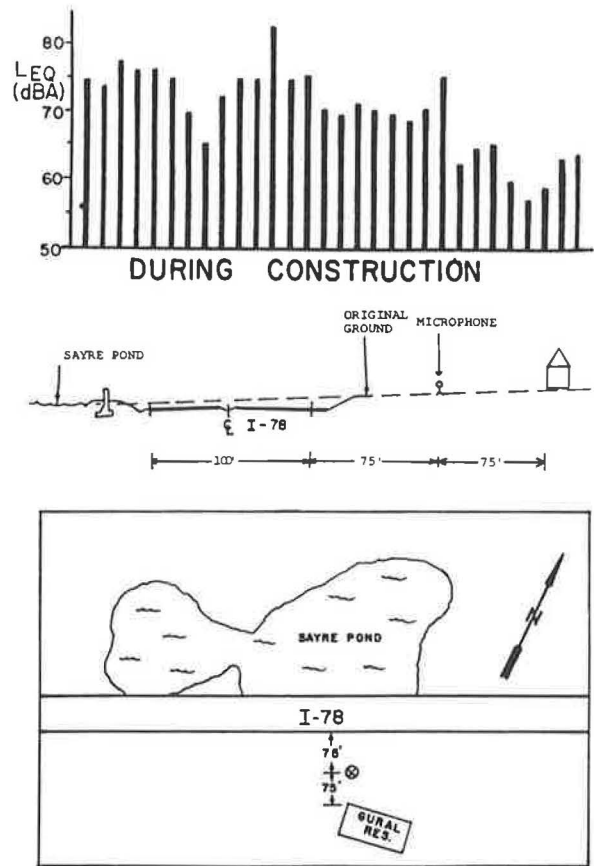 80
LEQ
(dBA)
70
60
50
DURING CONSTRUCTION
ORIGINAL
GROUND
MICROPHONE
SAYRE POND
℄ I-78
100'
75'
75'
SAYRE POND
N
I-78
75'
75'
GURAL
RES.